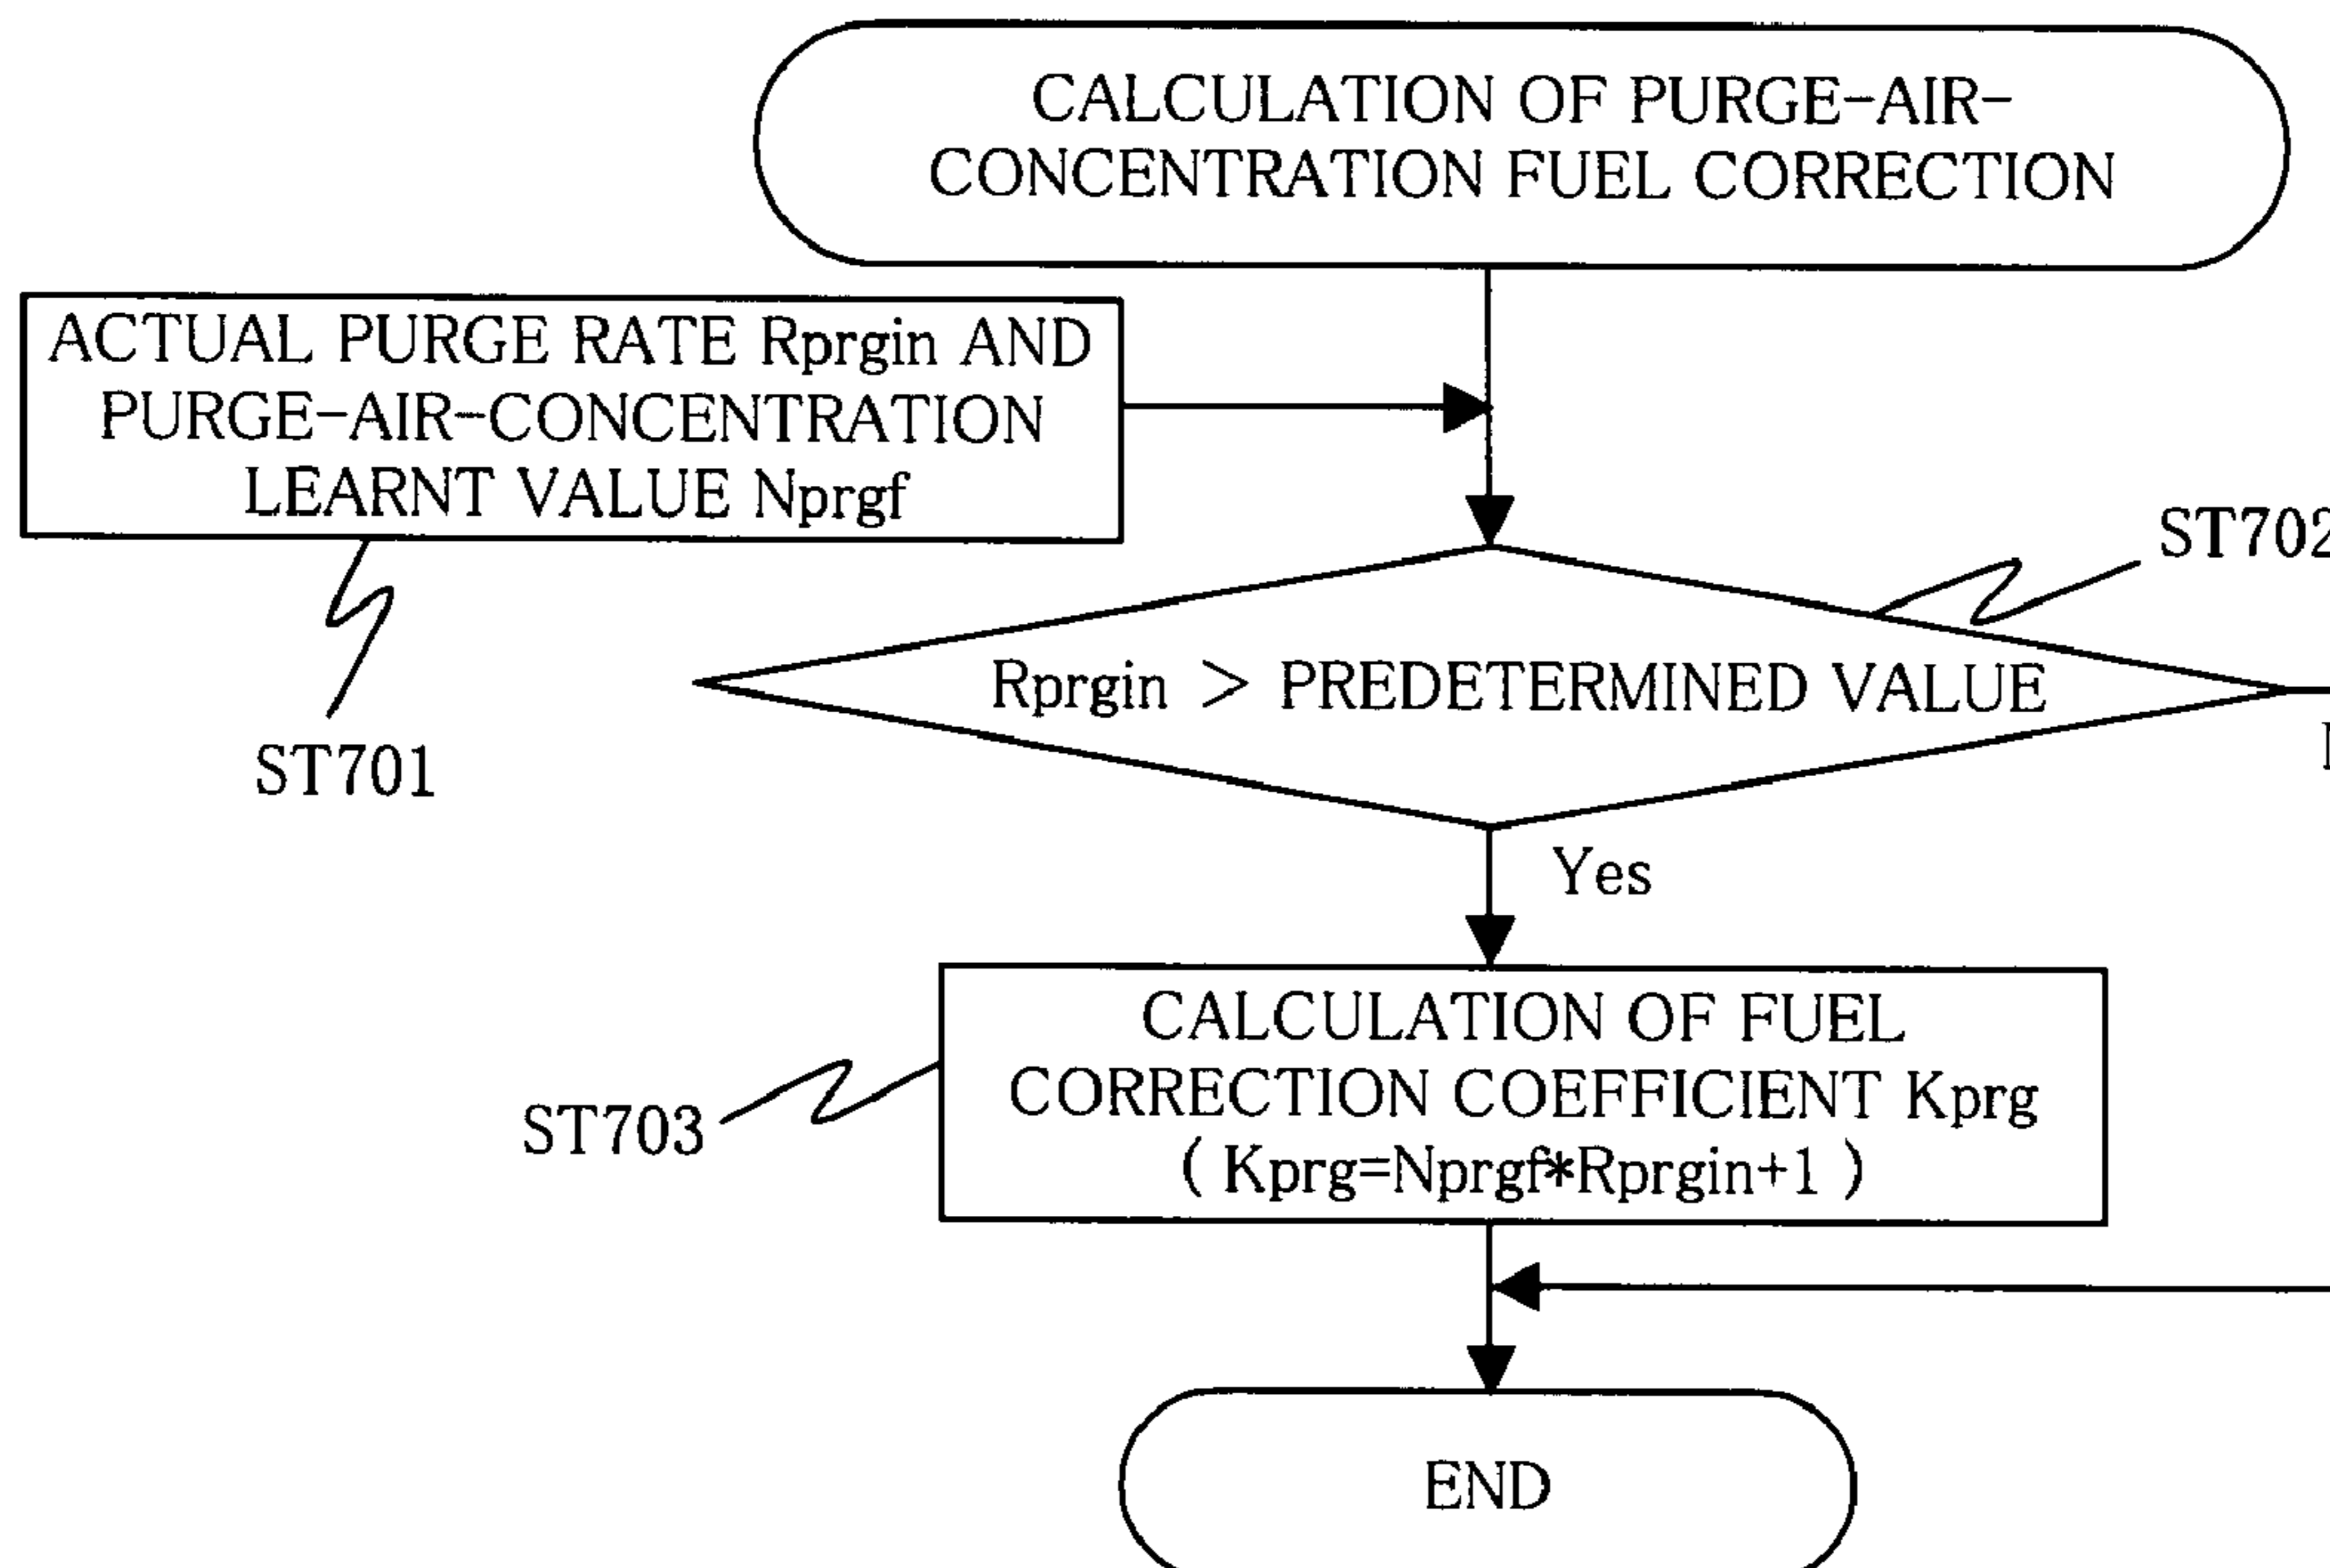 CALCULATION OF PURGE-AIR-
CONCENTRATION FUEL CORRECTION
ACTUAL PURGE RATE Rprgin AND
PURGE-AIR-CONCENTRATION
LEARNT VALUE Nprgf
ST701
ST702
Rprgin > PREDETERMINED VALUE
Yes
CALCULATION OF FUEL
CORRECTION COEFFICIENT Kprg
( Kprg=Nprgf*Rprgin+1 )
ST703
END